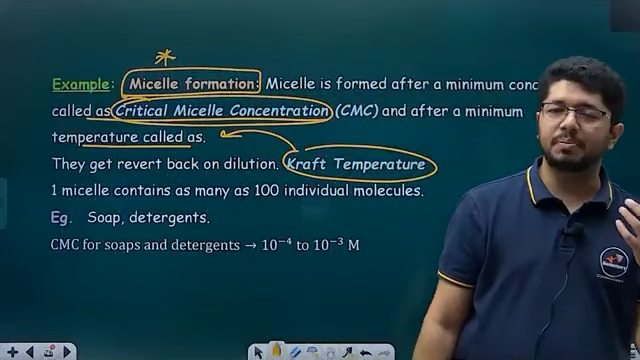 Example: Micelle formation: Micelle is formed after a minimum conc
called as Critical Micelle Concentration (CMC) and after a minimum
temperature called as.
They get revert back on dilution. Kraft Temperature
1 micelle contains as many as 100 individual molecules.
Eg. Soap, detergents.
CMC for soaps and detergents → 10⁻⁴ to 10⁻³ M